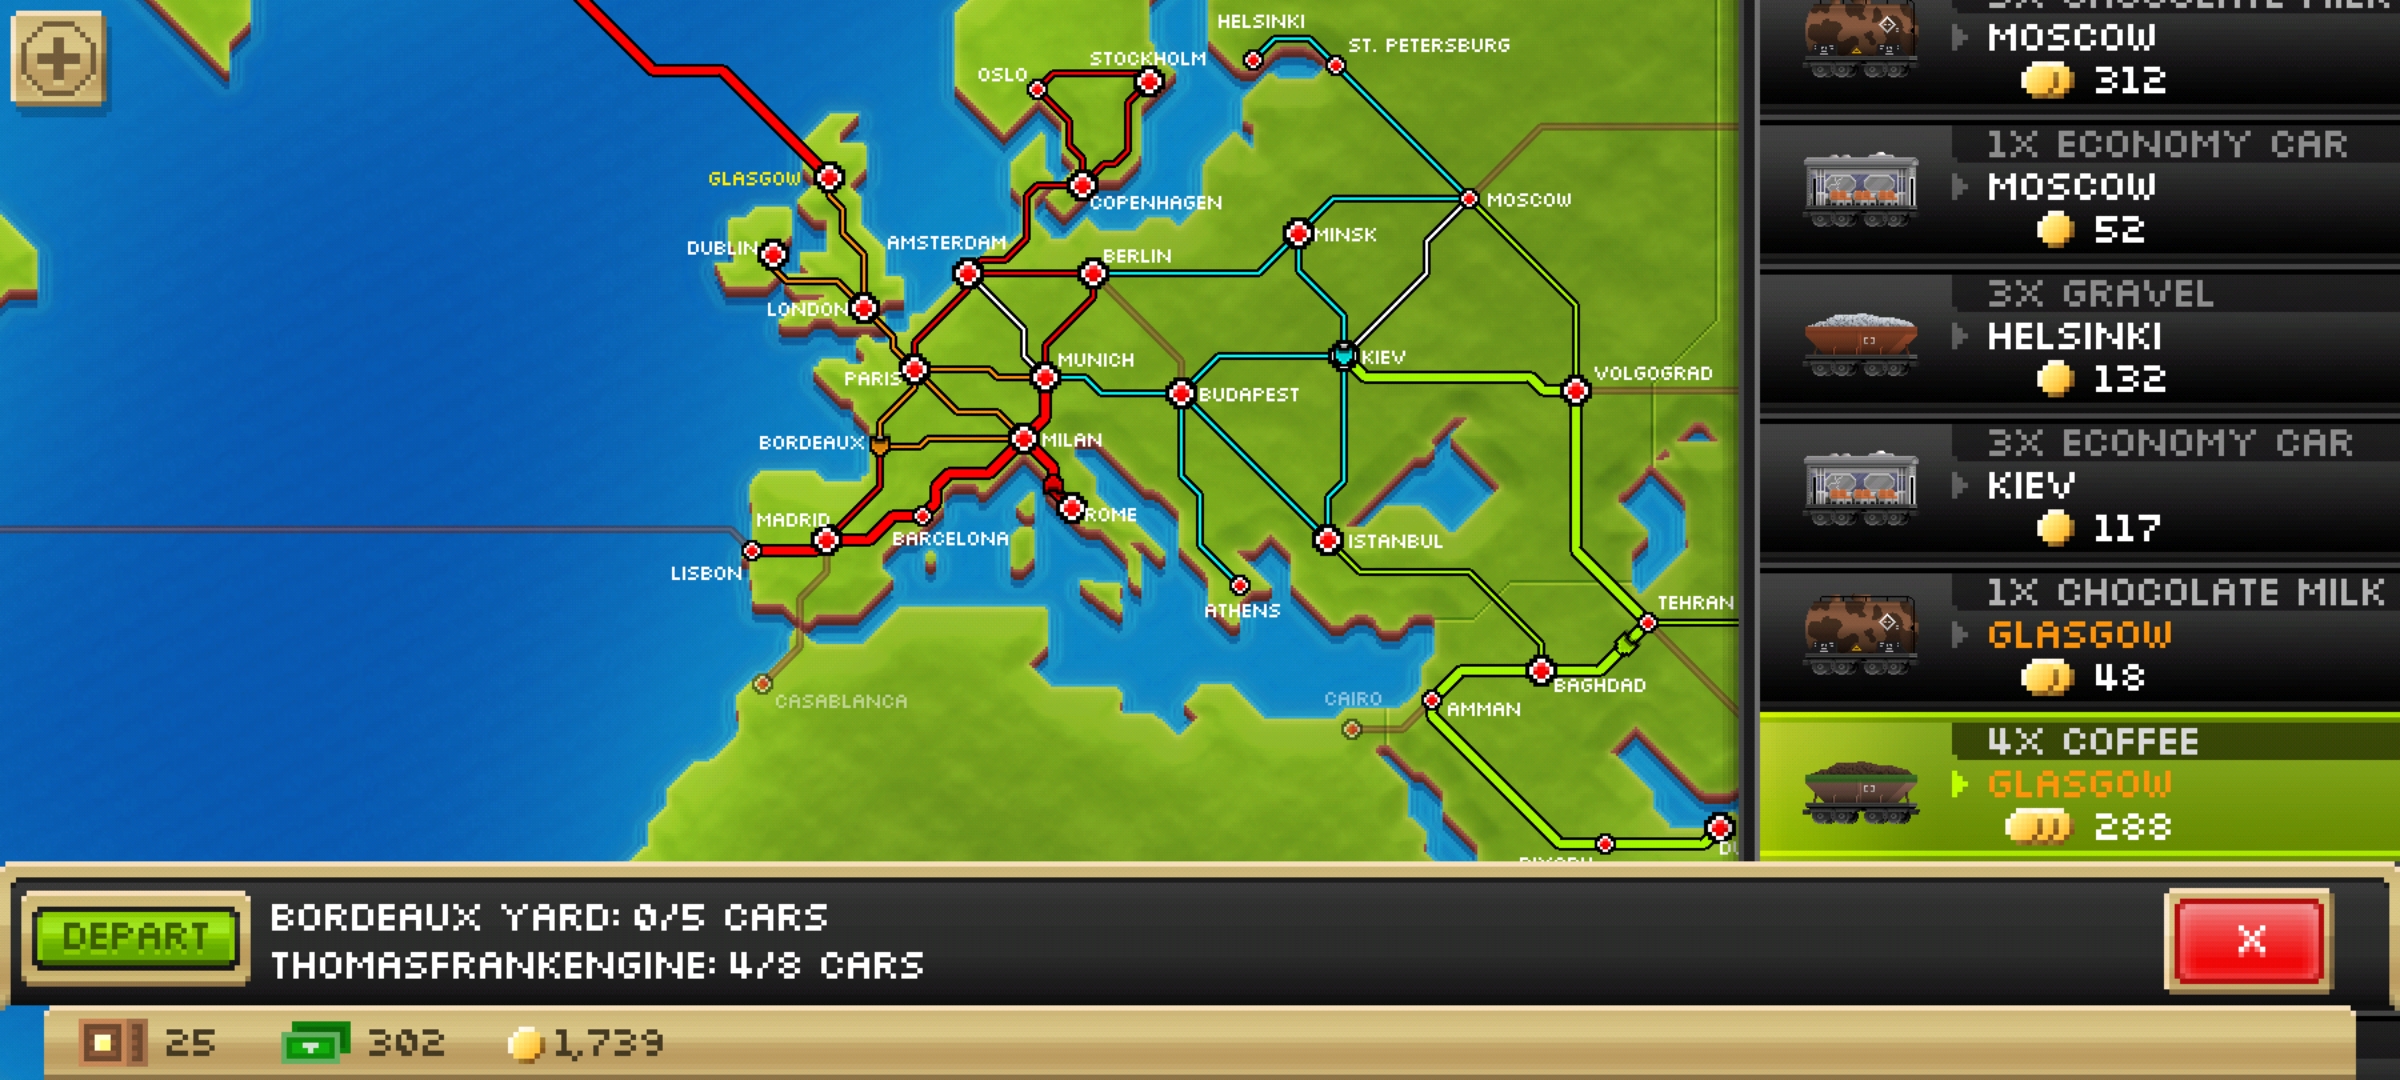 HELSINKI
ST. PETERSBURG
STOCKHOLM
OSLO
GLASGOW
COPENHAGEN
MOSCOW
MINSK
DUBLIN
AMSTERDAM
BERLIN
LONDON
PARIS
MUNICH
KIEV
VOLGOGRAD
BUDAPEST
BORDEAUX
MILAN
MADRID
BARCELONA
ROME
ISTANBUL
LISBON
ATHENS
TEHRAN
CASABLANCA
CAIRO
BAGHDAD
AMMAN
MOSCOW
312
1X ECONOMY CAR
MOSCOW
52
3X GRAVEL
HELSINKI
132
3X ECONOMY CAR
KIEV
117
1X CHOCOLATE MILK
GLASGOW
48
4X COFFEE
GLASGOW
288
DEPART
BORDEAUX YARD: 0/5 CARS
THOMASFRANKENGINE: 4/8 CARS
X
25
302
1,739